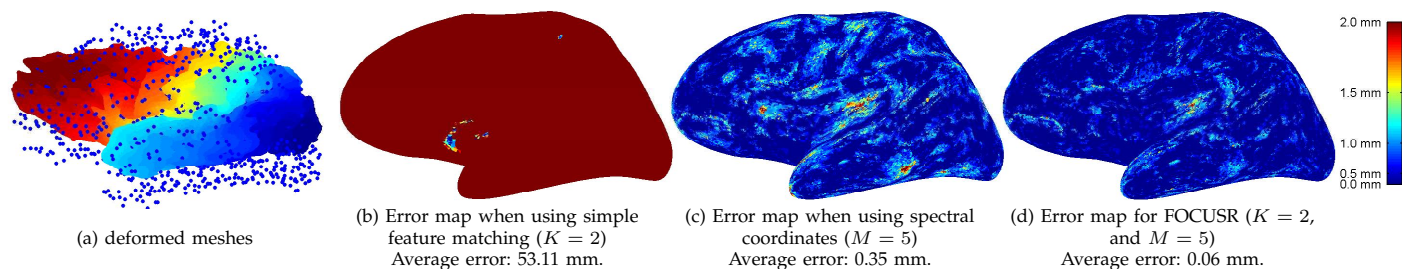 (a) deformed meshes
(b) Error map when using simple
feature matching (K = 2)
Average error: 53.11 mm.
(c) Error map when using spectral
coordinates (M = 5)
Average error: 0.35 mm.
(d) Error map for FOCUSR (K = 2,
and M = 5)
Average error: 0.06 mm.
2.0 mm
1.5 mm
1.0 mm
0.5 mm
0.0 mm